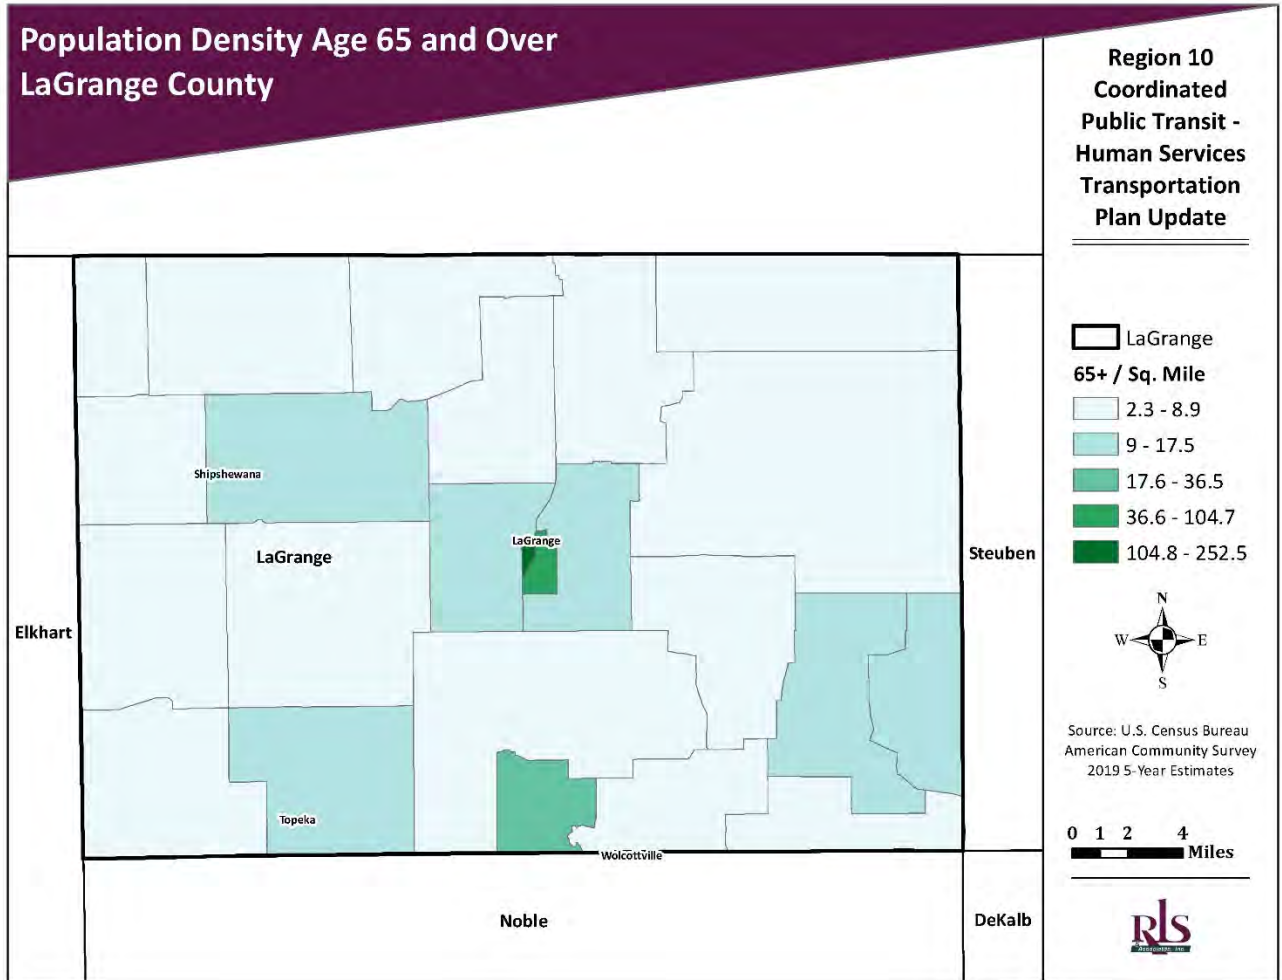 Population Density Age 65 and Over
LaGrange County
Region 10
Coordinated
Public Transit -
Human Services
Transportation
Plan Update
LaGrange
65+ / Sq. Mile
2.3 - 8.9
9 - 17.5
17.6 - 36.5
36.6 - 104.7
104.8 - 252.5
Shipshewana
LaGrange
LaGrange
Steuben
Elkhart
Topeka
Wolcottville
Noble
DeKalb
N
W E
S
Source: U.S. Census Bureau
American Community Survey
2019 5-Year Estimates
0 1 2 4
Miles
RLS
& Associates, Inc.